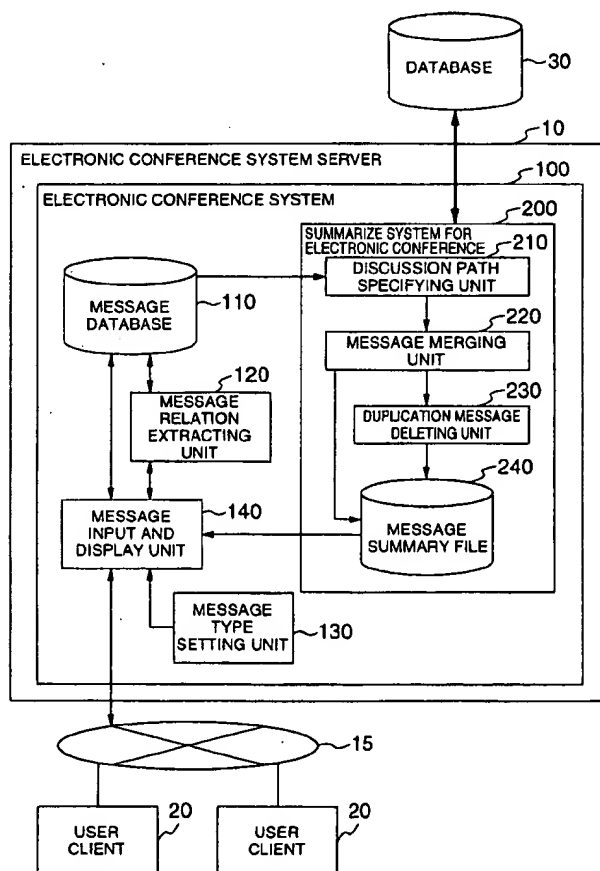 DATABASE
30
10
ELECTRONIC CONFERENCE SYSTEM SERVER
100
ELECTRONIC CONFERENCE SYSTEM
200
SUMMARIZE SYSTEM FOR
ELECTRONIC CONFERENCE
210
DISCUSSION PATH
SPECIFYING UNIT
MESSAGE
DATABASE
110
220
MESSAGE MERGING
UNIT
120
MESSAGE
RELATION
EXTRACTING
UNIT
230
DUPLICATION MESSAGE
DELETING UNIT
240
MESSAGE
SUMMARY FILE
140
MESSAGE
INPUT AND
DISPLAY UNIT
MESSAGE
TYPE
SETTING UNIT
130
15
20
USER
CLIENT
20
USER
CLIENT